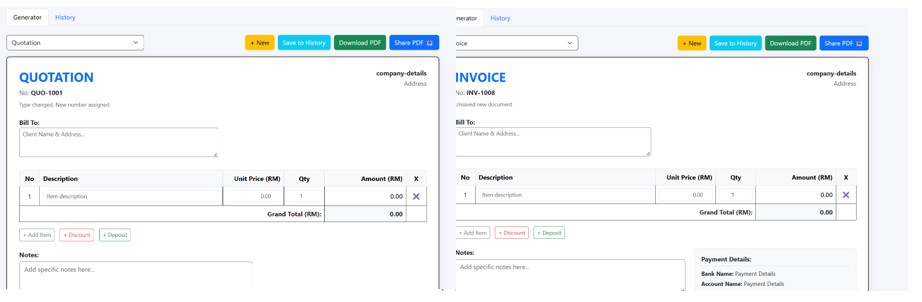 Generator History
Quotation
+ New Save to History Download PDF Share PDF
QUOTATION
company-details
No: QUO-1001
Address
Type changed. New number assigned.
Bill To:
Client Name & Address...
No Description Unit Price (RM) Qty Amount (RM) X
1 Item description 0.00 1 0.00 X
Grand Total (RM): 0.00
+ Add Item + Discount + Deposit
Notes:
Add specific notes here...
enerator History
oice
+ New Save to History Download PDF Share PDF
INVOICE
company-details
No: INV-1008
Address
Unsaved new document
Bill To:
Client Name & Address...
No Description Unit Price (RM) Qty Amount (RM) X
1 Item description 0.00 1 0.00 X
Grand Total (RM): 0.00
+ Add Item + Discount + Deposit
Notes:
Add specific notes here...
Payment Details:
Bank Name: Payment Details
Account Name: Payment Details